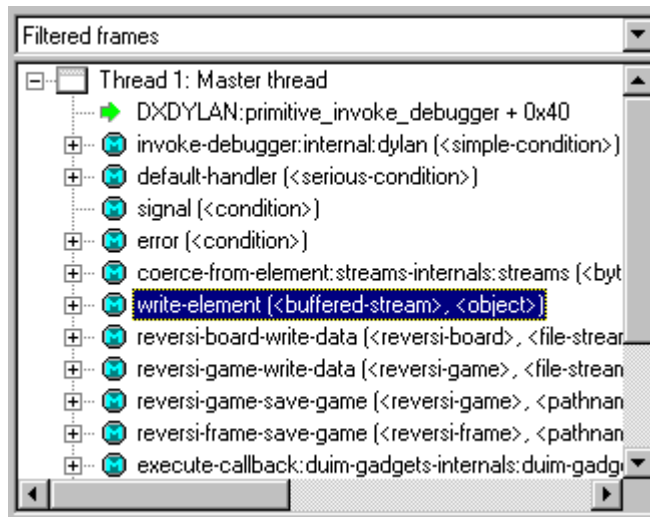 Filtered frames
Thread 1: Master thread
DXDYLAN:primitive_invoke_debugger + 0x40
invoke-debugger:internal:dylan (<simple-condition>)
default-handler (<serious-condition>)
signal (<condition>)
error (<condition>)
coerce-from-element:streams-internals:streams (<byt
write-element (<buffered-stream>, <object>)
reversi-board-write-data (<reversi-board>, <file-strear
reversi-game-write-data (<reversi-game>, <file-strean
reversi-game-save-game (<reversi-game>, <pathnan
reversi-frame-save-game (<reversi-frame>, <pathnan
execute-callback:duim-gadgets-internals:duim-gadg